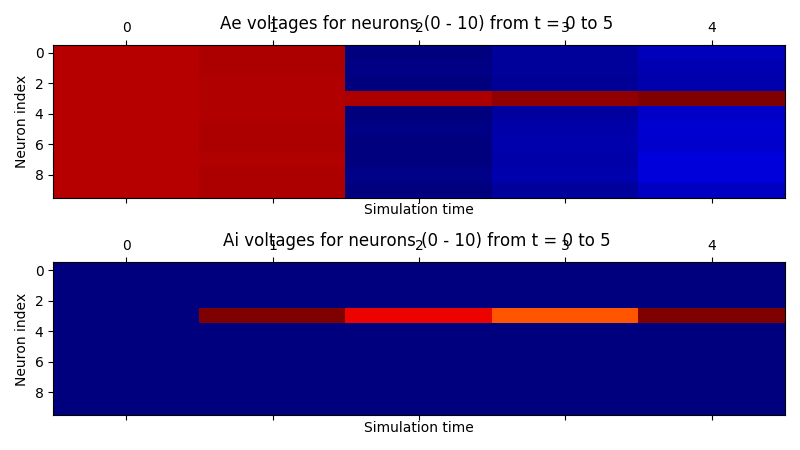 Ae voltages for neurons (0 - 10) from t = 0 to 5
0 1 2 3 4
Neuron index
0
2
4
6
8
Simulation time
Ai voltages for neurons (0 - 10) from t = 0 to 5
0 1 2 3 4
Neuron index
0
2
4
6
8
Simulation time